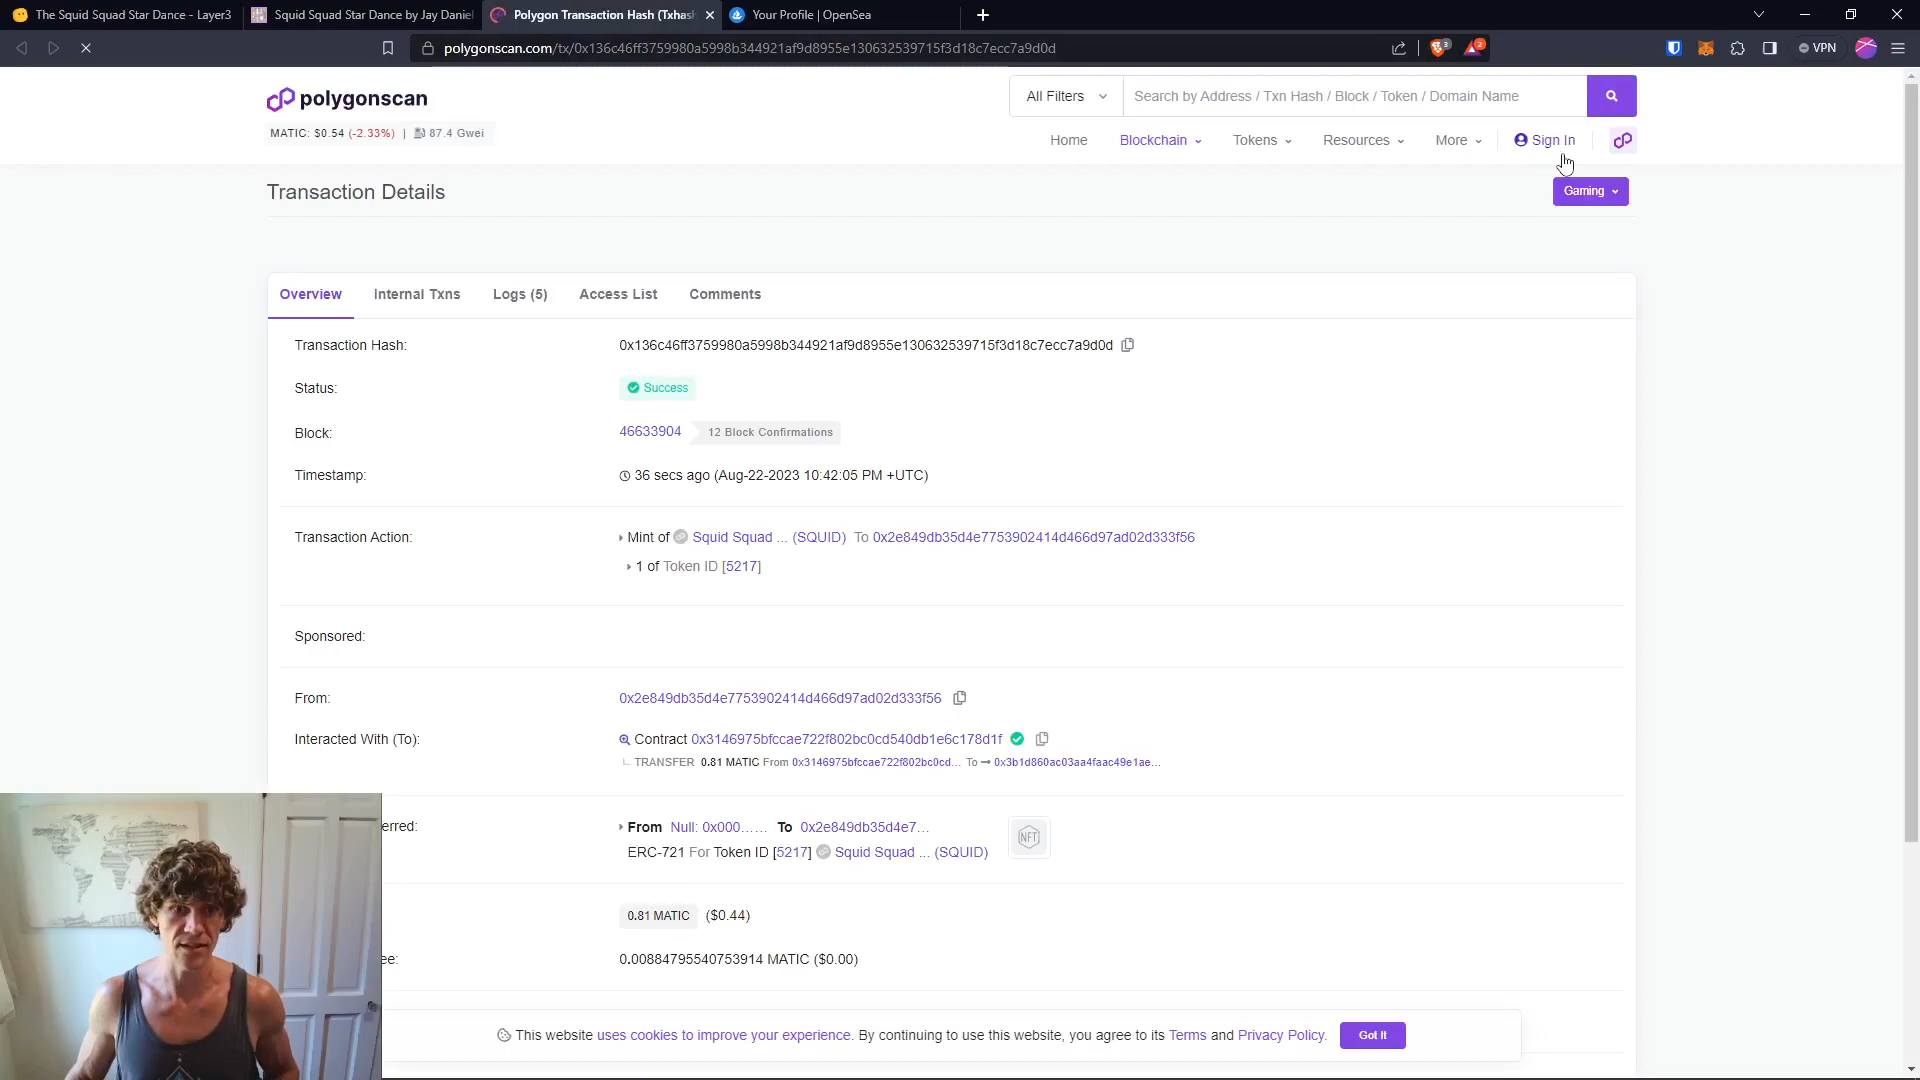 The Squid Squad Star Dance - Layer3
Squid Squad Star Dance by Jay Daniel
Polygon Transaction Hash (Txhash
Your Profile | OpenSea
polygonscan.com/tx/0x136c46ff3759980a5998b344921af9d8955e130632539715f3d18c7ecc7a9d0d
3
2
VPN
polygonscan
All Filters
Search by Address / Txn Hash / Block / Token / Domain Name
MATIC: $0.54 (-2.33%) | 87.4 Gwei
Home Blockchain Tokens Resources More Sign In
Transaction Details
Gaming
Overview Internal Txns Logs (5) Access List Comments
Transaction Hash: 0x136c46ff3759980a5998b344921af9d8955e130632539715f3d18c7ecc7a9d0d
Status: Success
Block: 46633904 12 Block Confirmations
Timestamp: 36 secs ago (Aug-22-2023 10:42:05 PM +UTC)
Transaction Action: Mint of Squid Squad ... (SQUID) To 0x2e849db35d4e7753902414d466d97ad02d333f56
1 of Token ID [5217]
Sponsored:
From: 0x2e849db35d4e7753902414d466d97ad02d333f56
Interacted With (To): Contract 0x3146975bfccae722f802bc0cd540db1e6c178d1f
TRANSFER 0.81 MATIC From 0x3146975bfccae722f802bc0cd... To → 0x3b1d860ac03aa4faac49e1ae...
erred: From Null: 0x000...... To 0x2e849db35d4e7...
ERC-721 For Token ID [5217] Squid Squad ... (SQUID)
NFT
0.81 MATIC ($0.44)
ee: 0.00884795540753914 MATIC ($0.00)
This website uses cookies to improve your experience. By continuing to use this website, you agree to its Terms and Privacy Policy.
Got It